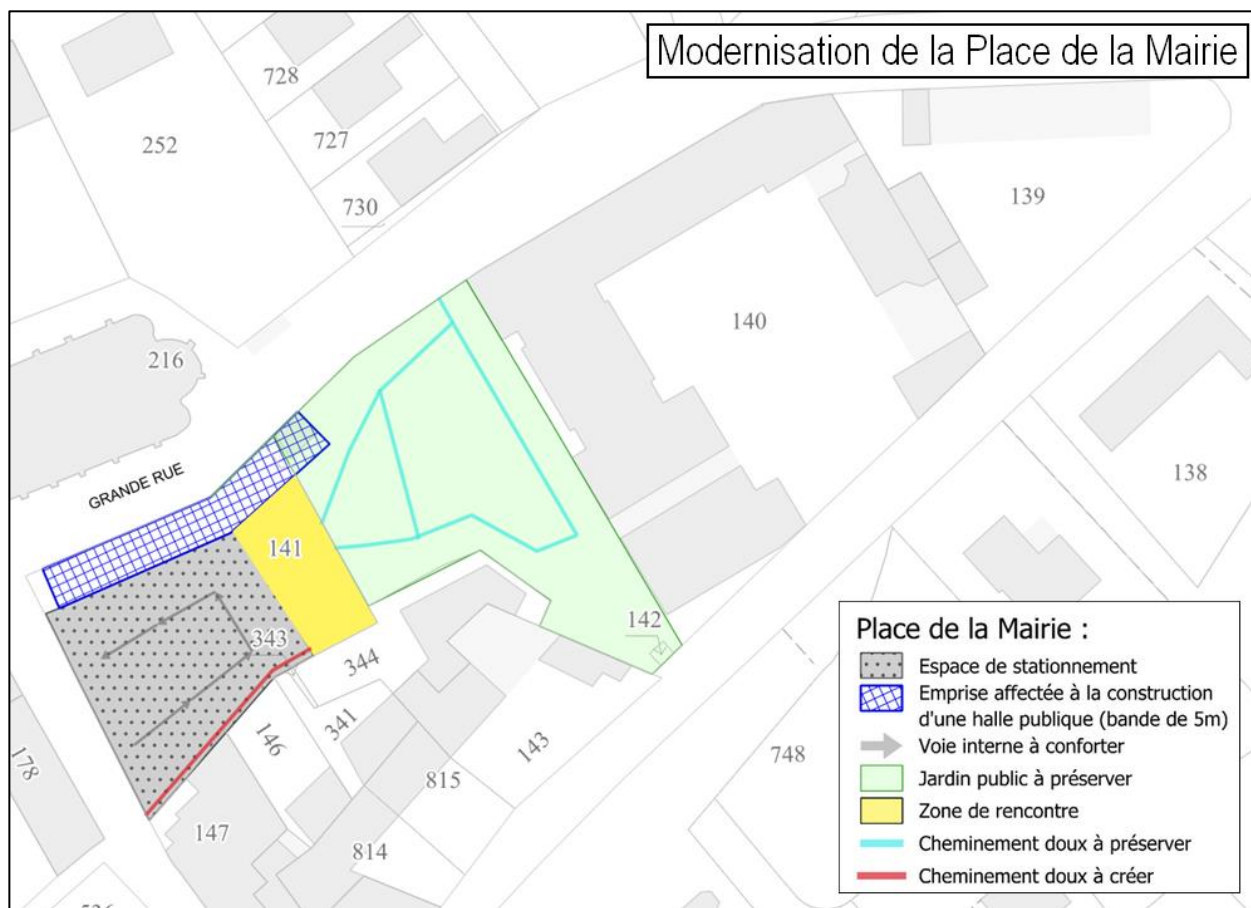 Modernisation de la Place de la Mairie
728
252
727
730
139
140
216
GRANDE RUE
138
141
142
343
344
341
146
143
178
815
748
147
814
Place de la Mairie :
Espace de stationnement
Emprise affectée à la construction
d'une halle publique (bande de 5m)
Voie interne à conforter
Jardin public à préserver
Zone de rencontre
Cheminement doux à préserver
Cheminement doux à créer